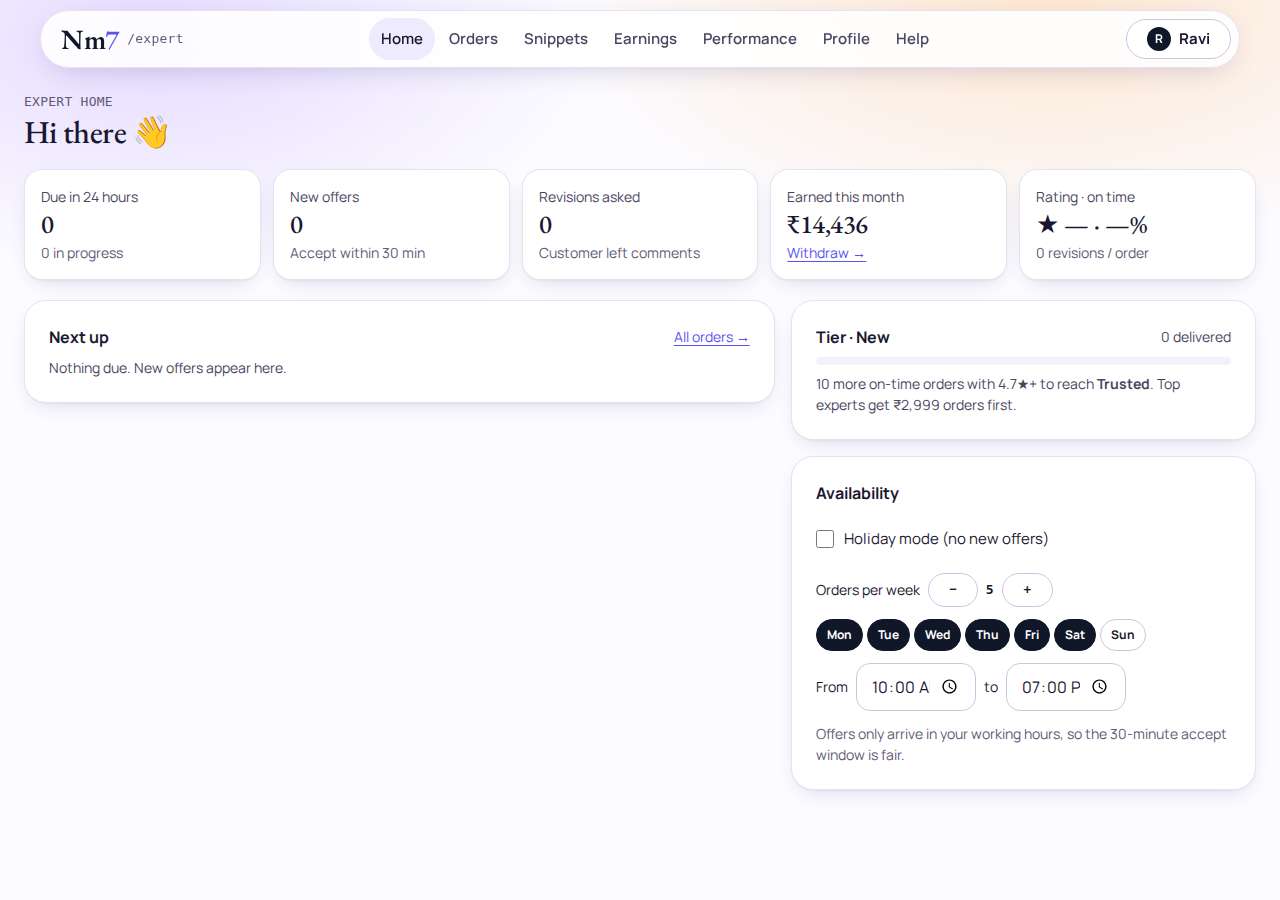 Nm7 /expert
Home Orders Snippets Earnings Performance Profile Help
R Ravi
EXPERT HOME
Hi there 👋
Due in 24 hours
0
0 in progress
New offers
0
Accept within 30 min
Revisions asked
0
Customer left comments
Earned this month
₹14,436
Withdraw →
Rating · on time
★ — · —%
0 revisions / order
Next up
All orders →
Nothing due. New offers appear here.
Tier · New
0 delivered
10 more on-time orders with 4.7★+ to reach Trusted. Top
experts get ₹2,999 orders first.
Availability
Holiday mode (no new offers)
Orders per week − 5 +
Mon Tue Wed Thu Fri Sat Sun
From 10:00 A to 07:00 P
Offers only arrive in your working hours, so the 30-minute accept
window is fair.